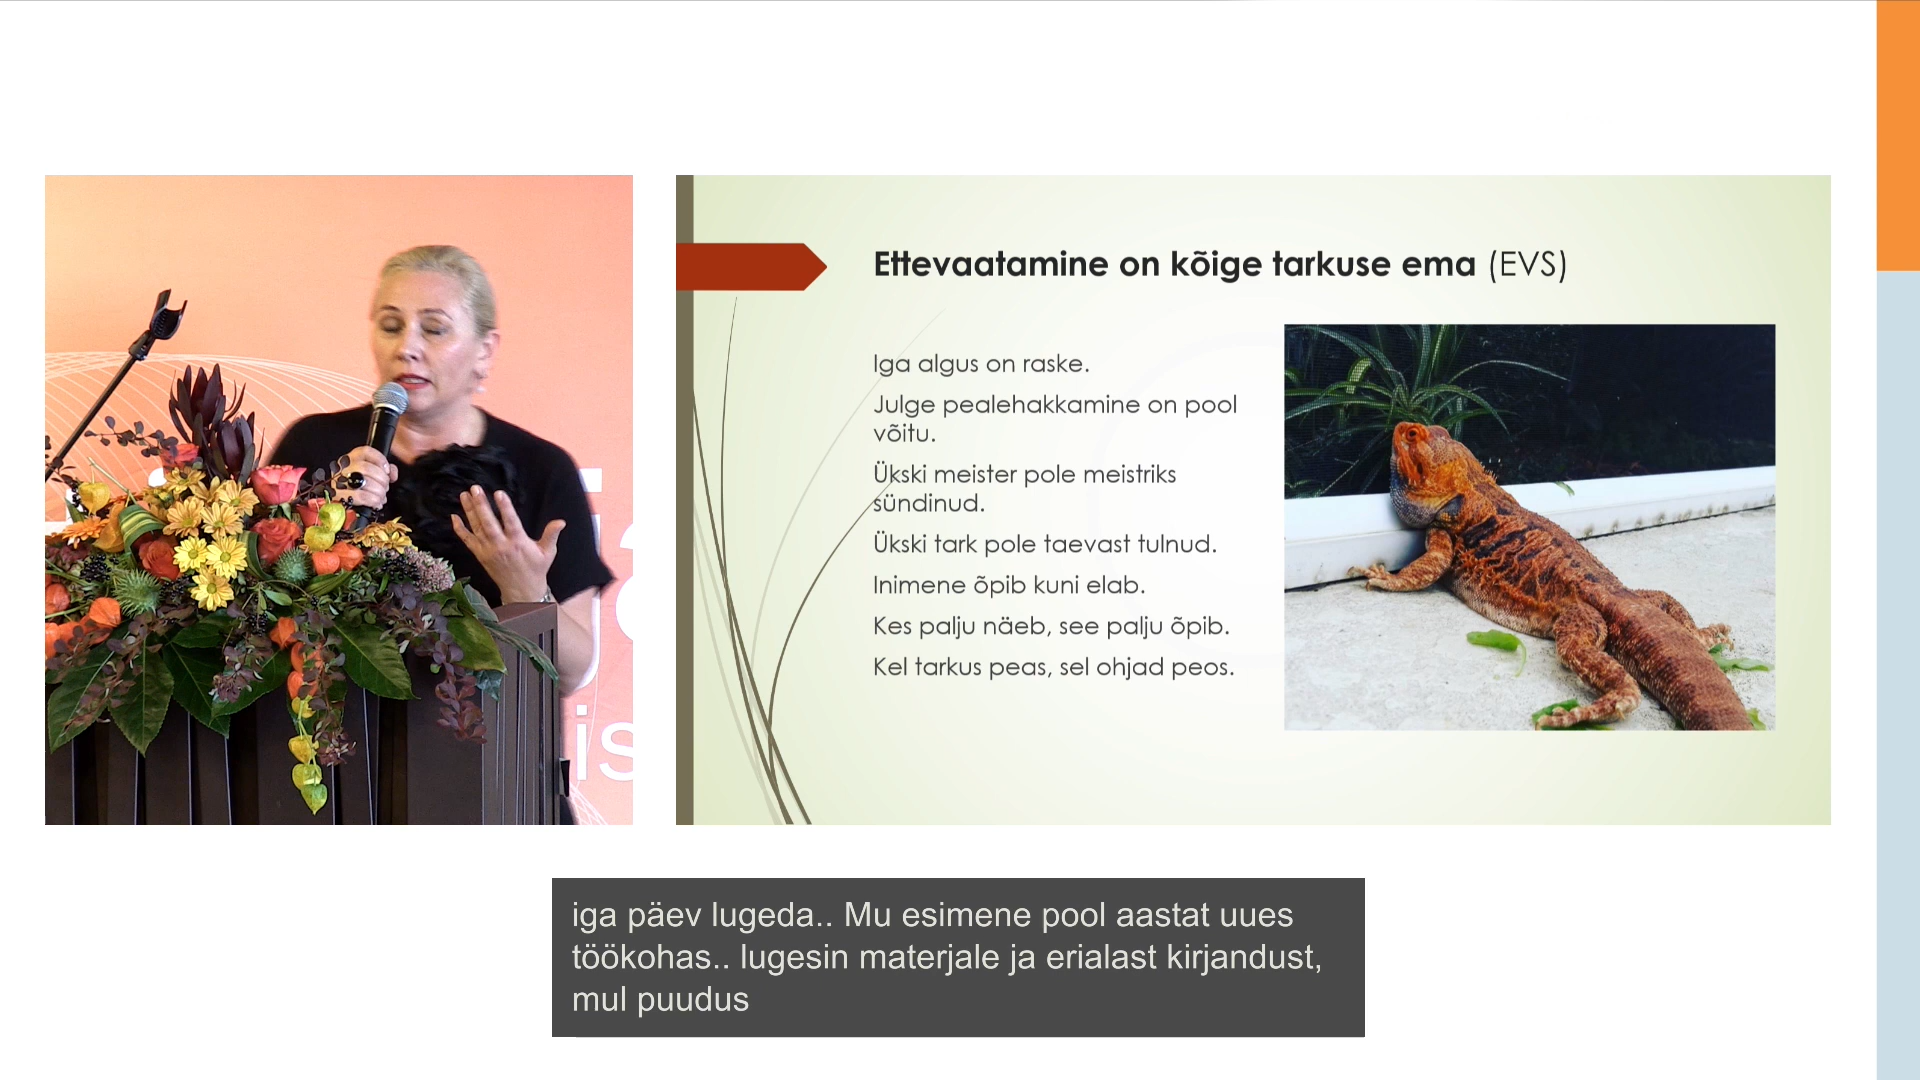 Ettevaatamine on kõige tarkuse ema (EVS)
Iga algus on raske.
Julge pealehakkamine on pool
võitu.
Ükski meister pole meistriks
sündinud.
Ükski tark pole taevast tulnud.
Inimene õpib kuni elab.
Kes palju näeb, see palju õpib.
Kel tarkus peas, sel ohjad peos.
is
iga päev lugeda.. Mu esimene pool aastat uues
töökohas.. lugesin materjale ja erialast kirjandust,
mul puudus